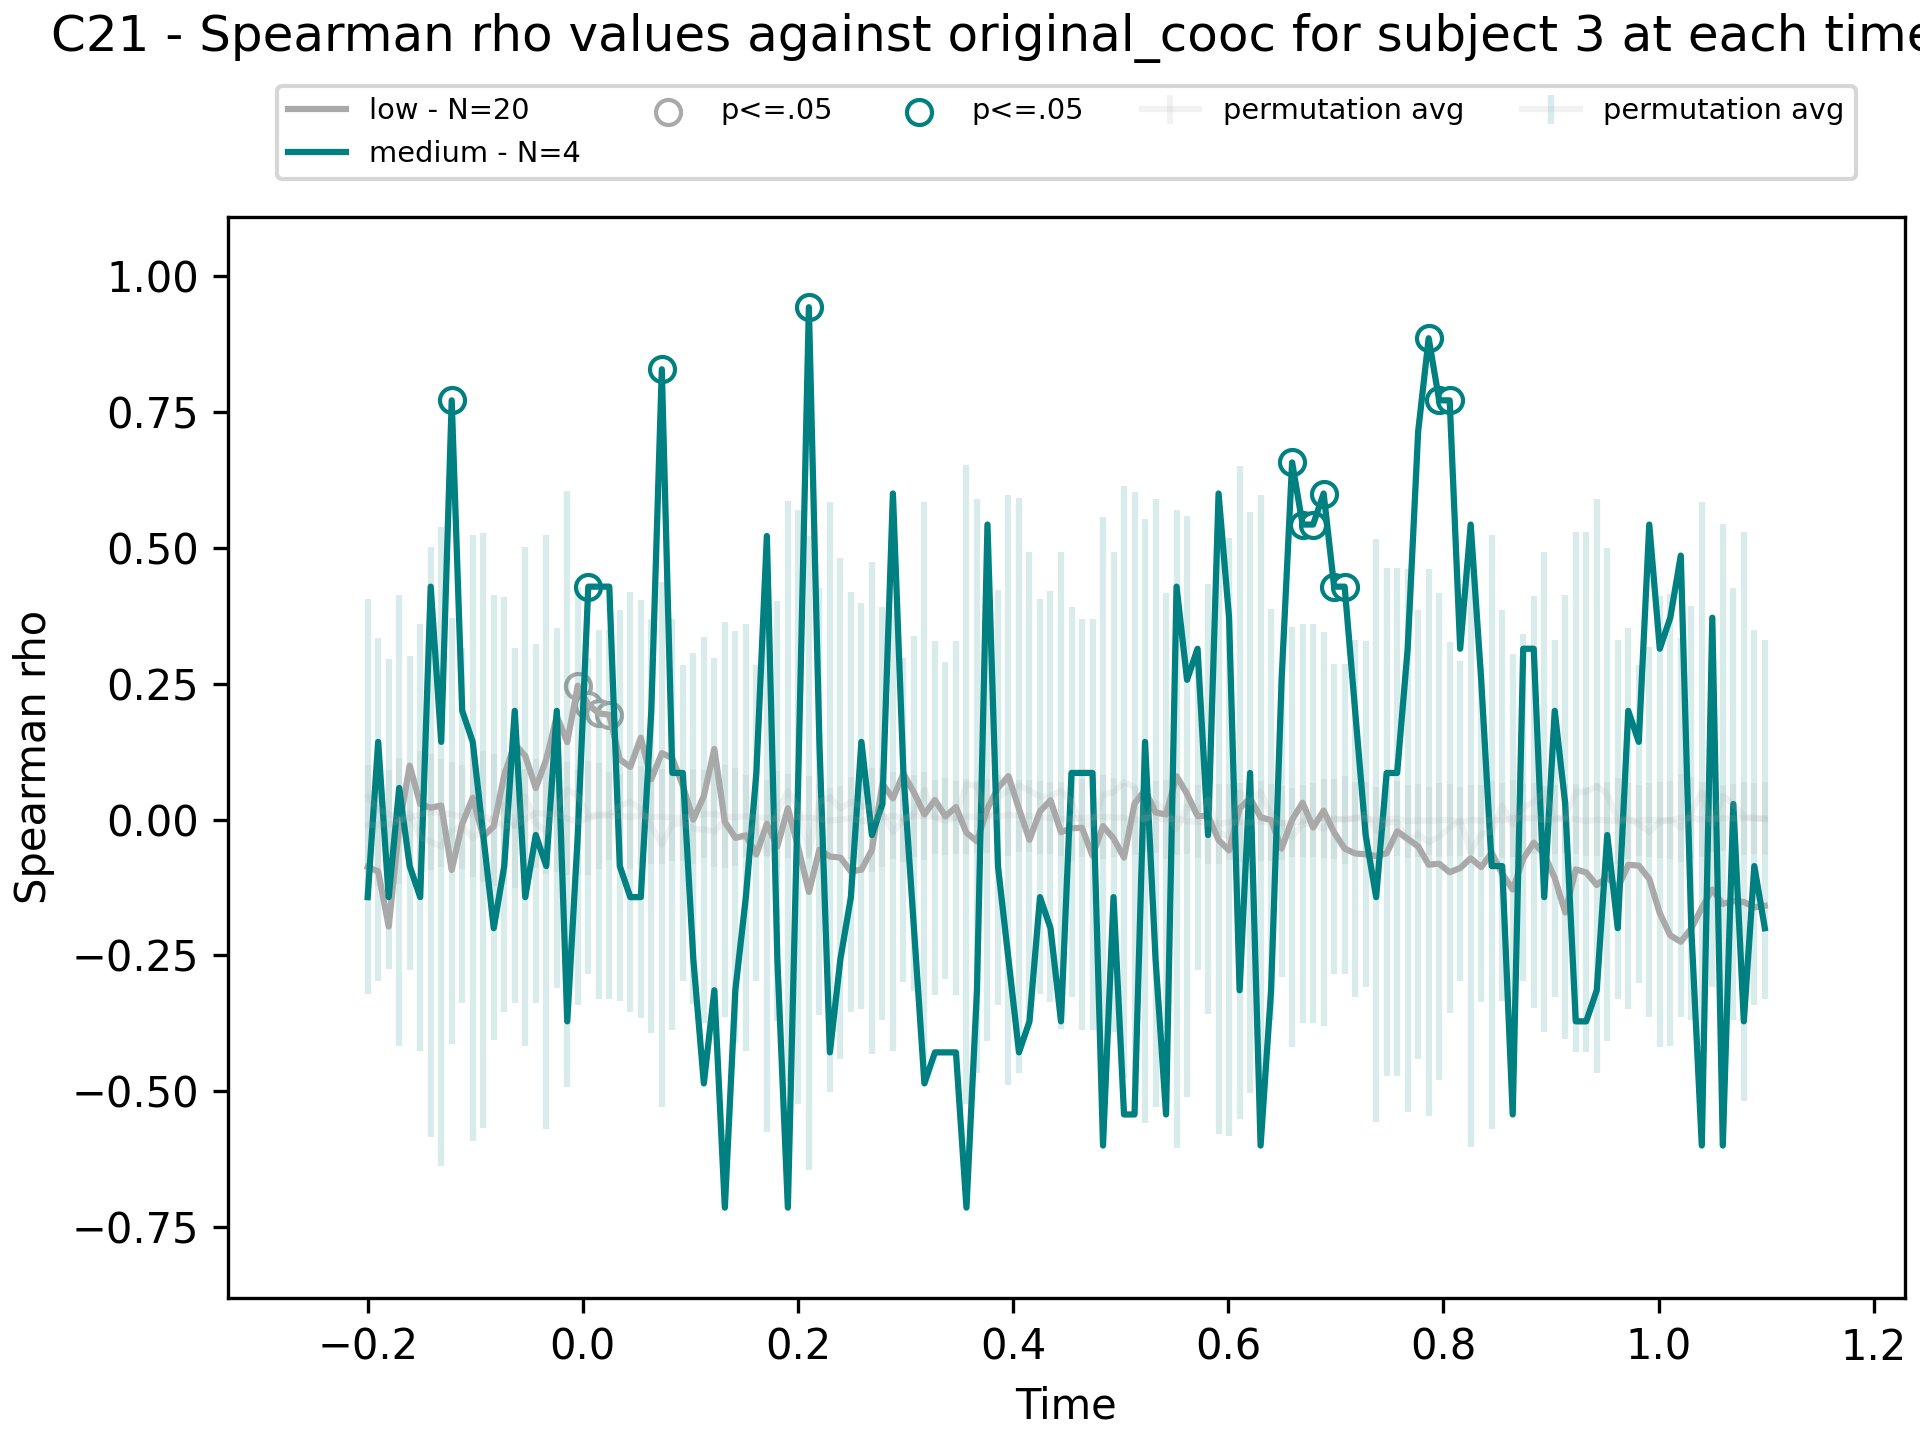 C21 - Spearman rho values against original_cooc for subject 3 at each time
low - N=20 p<=.05 p<=.05 permutation avg permutation avg
medium - N=4
1.00
0.75
0.50
0.25
0.00
−0.25
−0.50
−0.75
Spearman rho
−0.2 0.0 0.2 0.4 0.6 0.8 1.0 1.2
Time